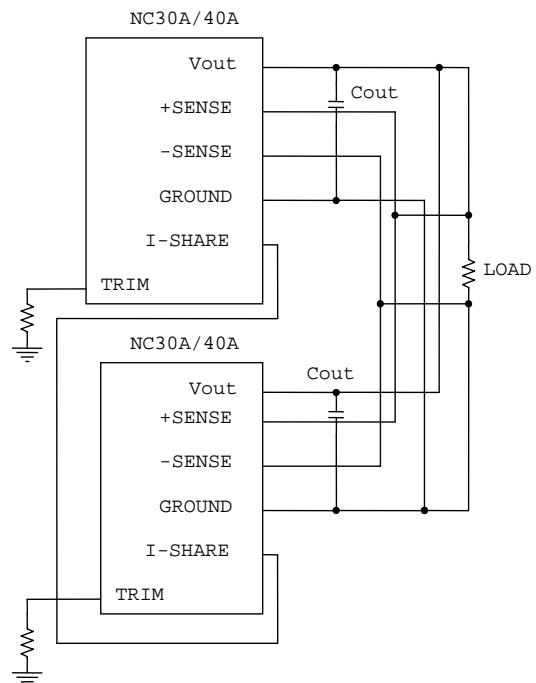 NC30A/40A
Vout
Cout
+SENSE
-SENSE
GROUND
I-SHARE
LOAD
TRIM
NC30A/40A
Cout
Vout
+SENSE
-SENSE
GROUND
I-SHARE
TRIM